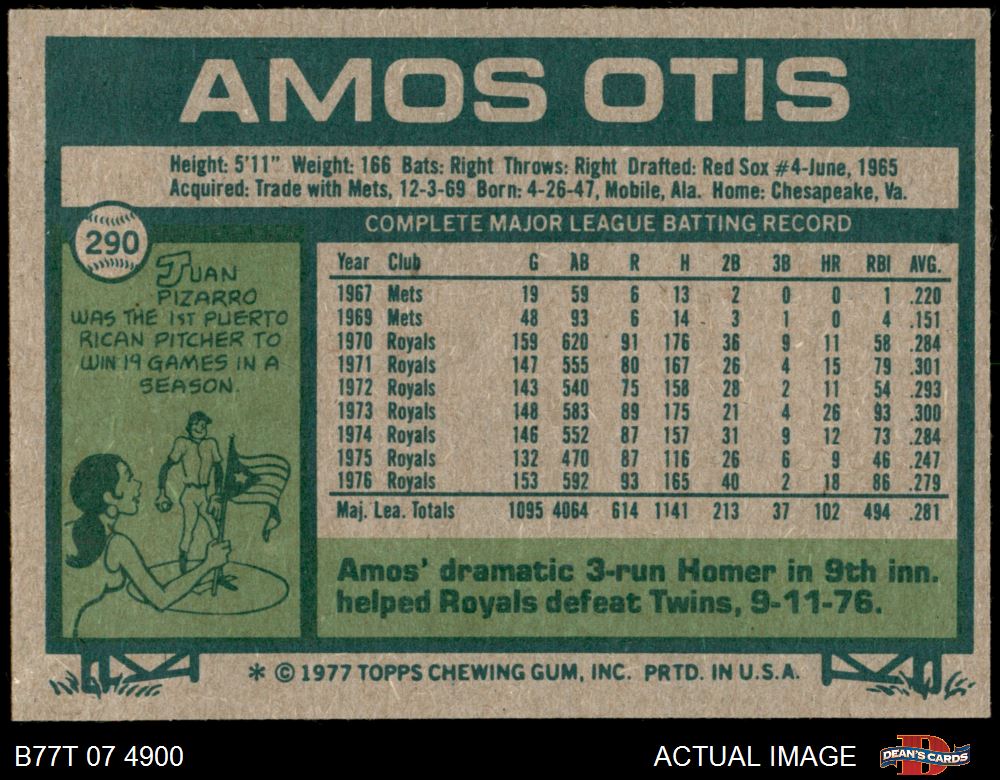 AMOS OTIS
Height: 5'11" Weight: 166 Bats: Right Throws: Right Drafted: Red Sox #4-June, 1965
Acquired: Trade with Mets, 12-3-69 Born: 4-26-47, Mobile, Ala. Home: Chesapeake, Va.
290
JUAN
PIZARRO
WAS THE 1ST PUERTO
RICAN PITCHER TO
WIN 19 GAMES IN A
SEASON.
COMPLETE MAJOR LEAGUE BATTING RECORD
Year Club G AB R H 2B 3B HR RBI AVG.
1967 Mets 19 59 6 13 2 0 0 1 .220
1969 Mets 48 93 6 14 3 1 0 4 .151
1970 Royals 159 620 91 176 36 9 11 58 .284
1971 Royals 147 555 80 167 26 4 15 79 .301
1972 Royals 143 540 75 158 28 2 11 54 .293
1973 Royals 148 583 89 175 21 4 26 93 .300
1974 Royals 146 552 87 157 31 9 12 73 .284
1975 Royals 132 470 87 116 26 6 9 46 .247
1976 Royals 153 592 93 165 40 2 18 86 .279
Maj. Lea. Totals 1095 4064 614 1141 213 37 102 494 .281
Amos' dramatic 3-run Homer in 9th inn.
helped Royals defeat Twins, 9-11-76.
* © 1977 TOPPS CHEWING GUM, INC. PRTD. IN U.S.A.
B77T 07 4900
ACTUAL IMAGE
D
DEAN'S CARDS